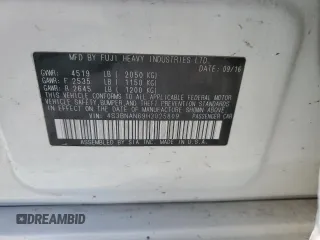 MFD BY FUJI HEAVY INDUSTRIES LTD.
DATE: 09/16
GVWR: 4519 LB ( 2050 KG)
GAWR: F 2535 LB ( 1150 KG)
GAWR: R 2645 LB ( 1200 KG)
THIS VEHICLE CONFORMS TO ALL APPLICABLE
FEDERAL MOTOR VEHICLE SAFETY, BUMPER,
AND THEFT PREVENTION STANDARDS IN EFFECT
ON THE DATE OF MANUFACTURE SHOWN ABOVE.
PASSENGER CAR
MADE BY SIA IN U.S.A.
DREAMBID.COM